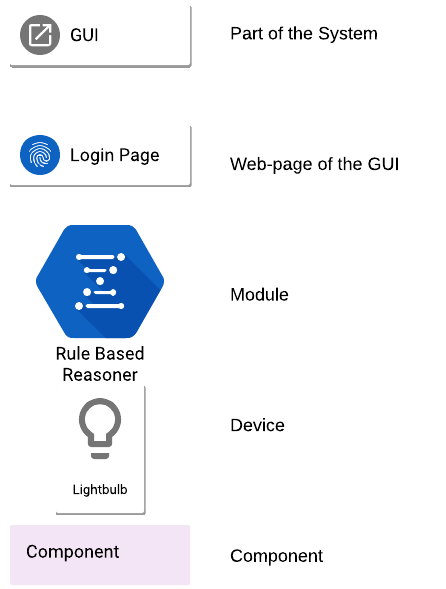 GUI
Part of the System
Login Page
Web-page of the GUI
Module
Rule Based
Reasoner
Device
Lightbulb
Component
Component